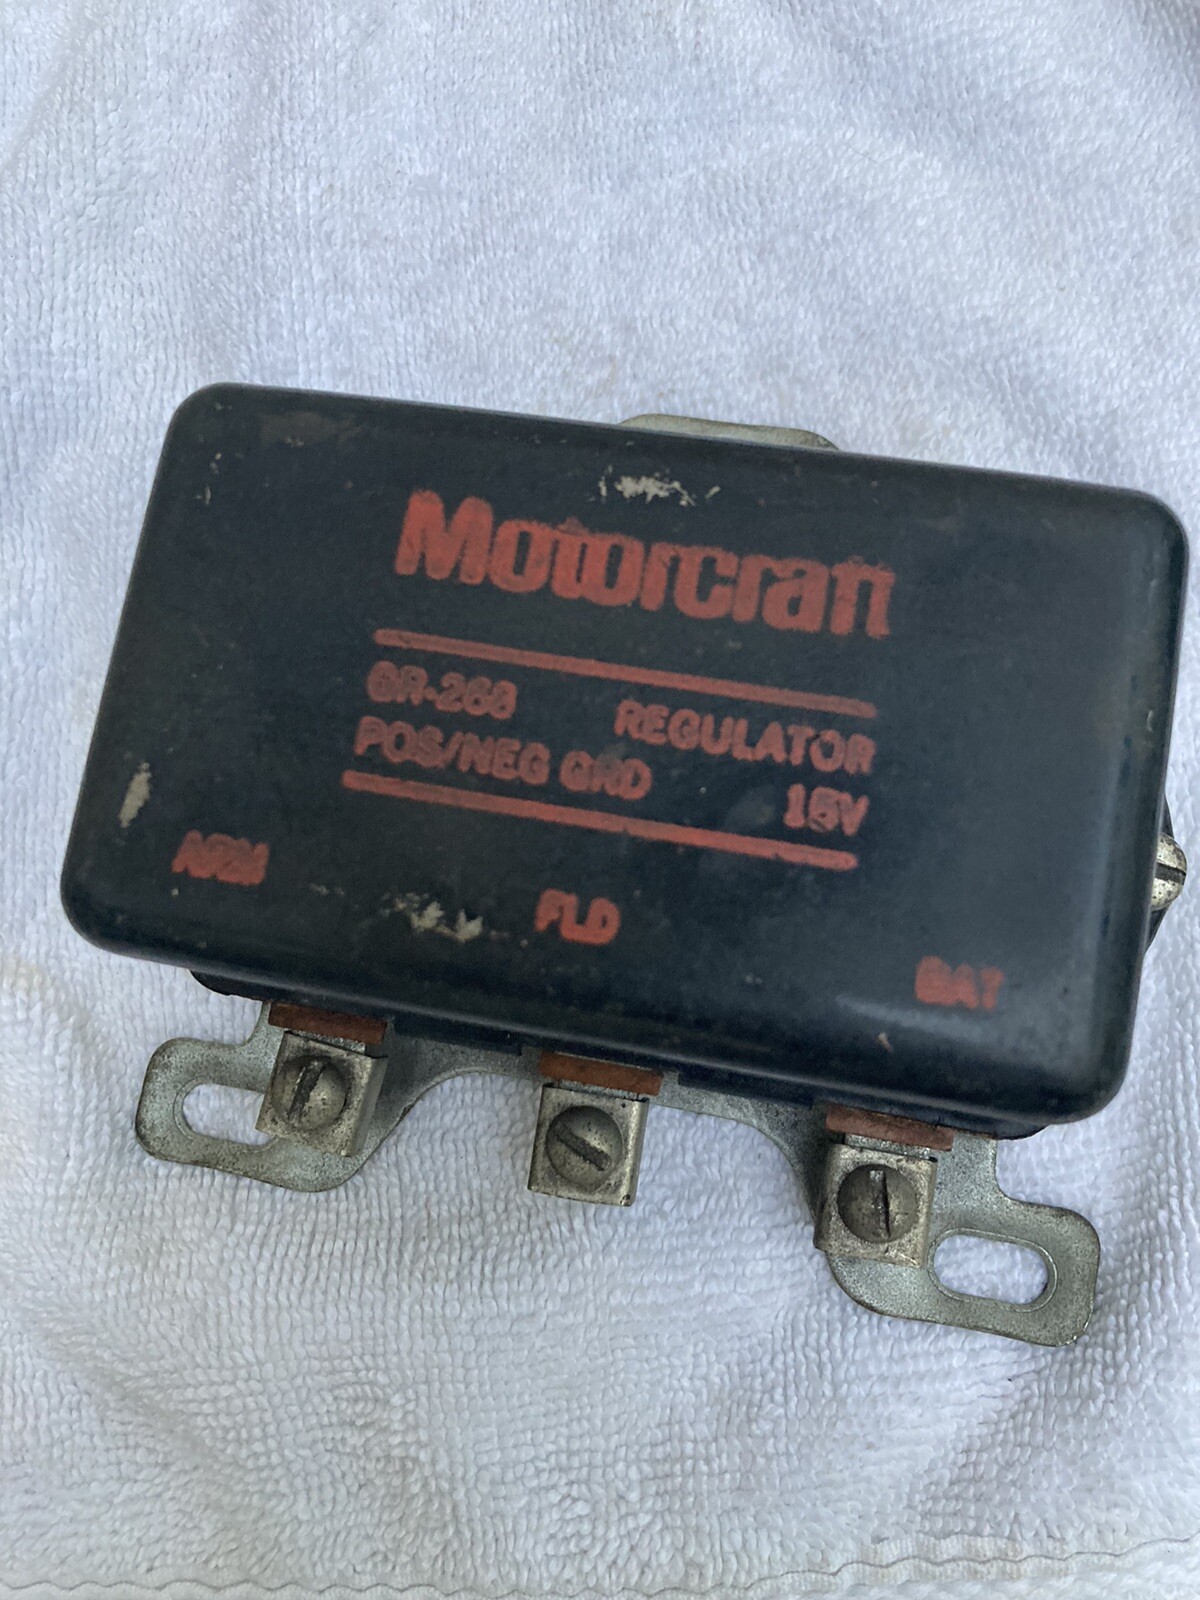 Motorcraft
GR-268 REGULATOR
POS/NEG GRD 15V
ARM
FLD
BAT